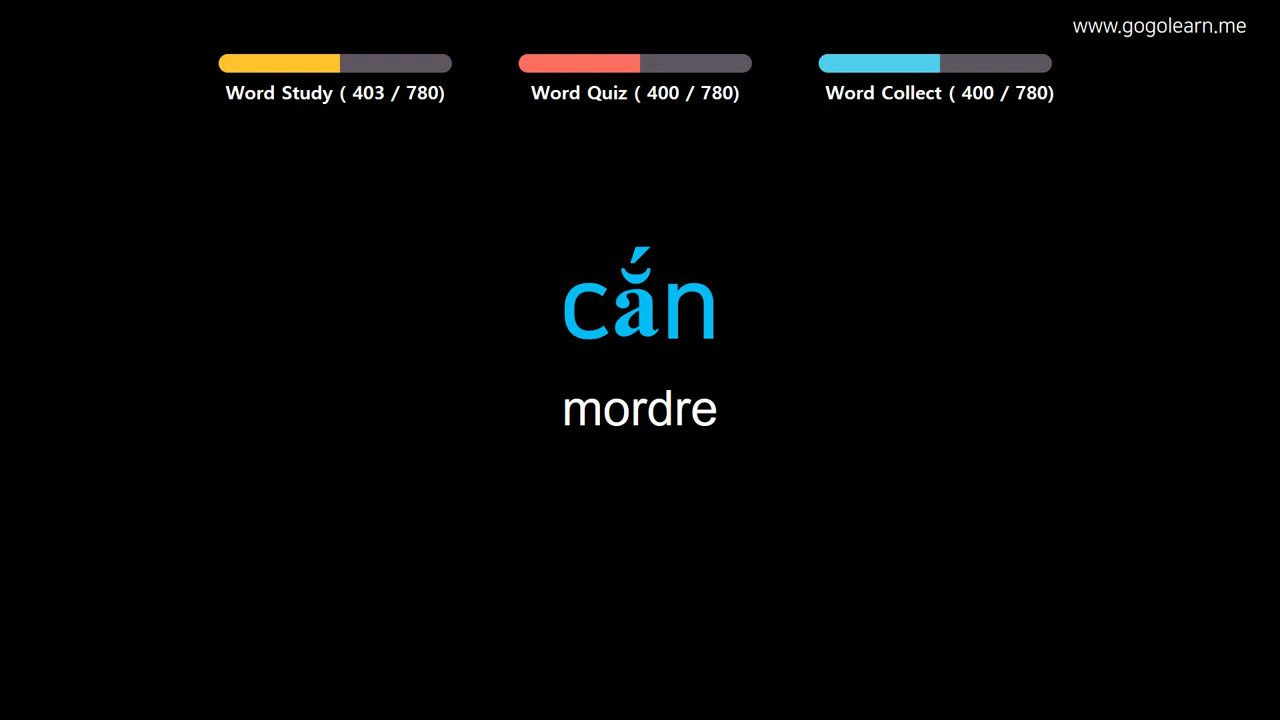 www.gogolearn.me
Word Study ( 403 / 780)
Word Quiz ( 400 / 780)
Word Collect ( 400 / 780)
cắn
mordre